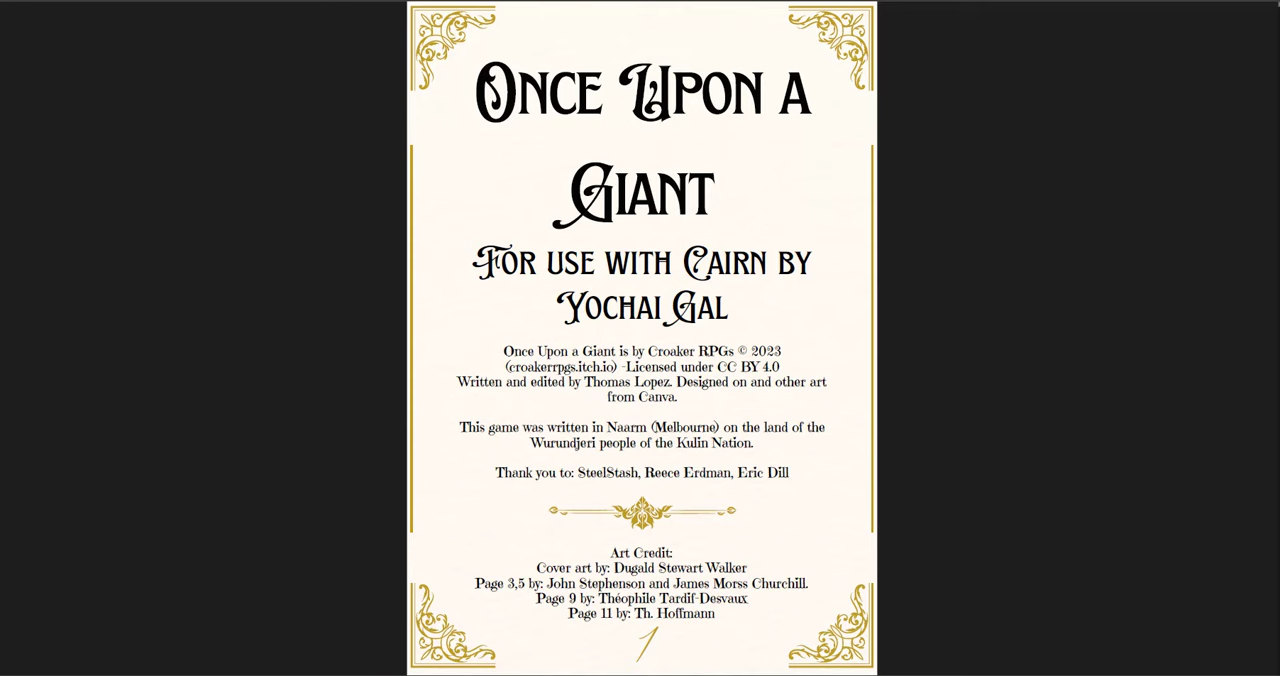 Once Upon a
Giant
For use with Cairn by
Yochai Gal
Once Upon a Giant is by Croaker RPGs © 2023
(croakerrpgs.itch.io) -Licensed under CC BY 4.0
Written and edited by Thomas Lopez. Designed on and other art
from Canva.
This game was written in Naarm (Melbourne) on the land of the
Wurundjeri people of the Kulin Nation.
Thank you to: SteelStash, Reece Erdman, Eric Dill
Art Credit:
Cover art by: Dugald Stewart Walker
Page 3,5 by: John Stephenson and James Morss Churchill.
Page 9 by: Théophile Tardif-Desvaux
Page 11 by: Th. Hoffmann
1